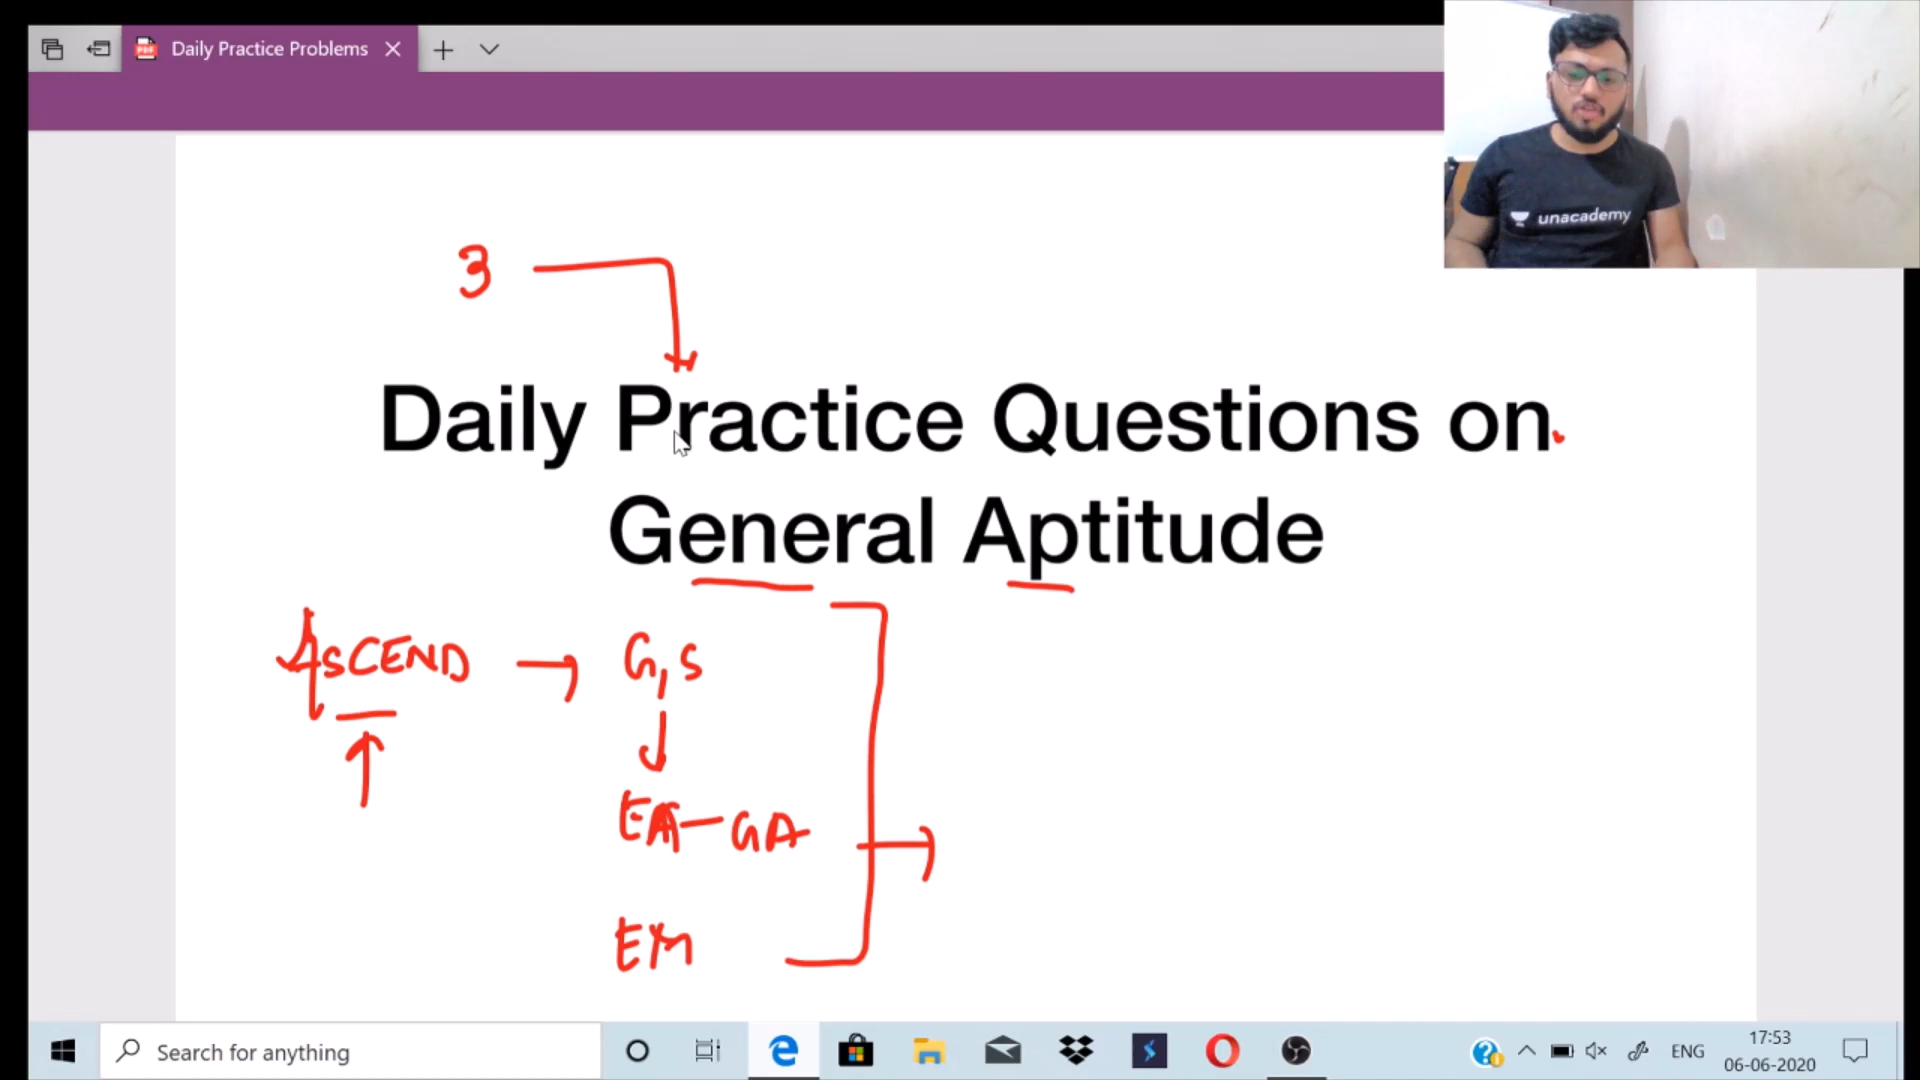 Daily Practice Problems
unacademy
3
Daily Practice Questions on
General Aptitude
ASCEND → G, S
EA - GA
EM
Search for anything
ENG
17:53
06-06-2020